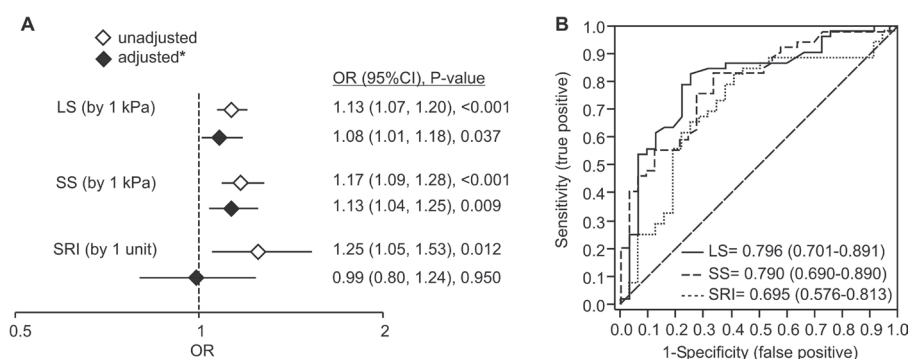 A
unadjusted
adjusted*
OR (95%CI), P-value
LS (by 1 kPa)
1.13 (1.07, 1.20), <0.001
1.08 (1.01, 1.18), 0.037
SS (by 1 kPa)
1.17 (1.09, 1.28), <0.001
1.13 (1.04, 1.25), 0.009
SRI (by 1 unit)
1.25 (1.05, 1.53), 0.012
0.99 (0.80, 1.24), 0.950
0.5
1
2
OR
B
Sensitivity (true positive)
1.0
0.9
0.8
0.7
0.6
0.5
0.4
0.3
0.2
0.1
0.0
LS= 0.796 (0.701-0.891)
SS= 0.790 (0.690-0.890)
SRI= 0.695 (0.576-0.813)
0.0 0.1 0.2 0.3 0.4 0.5 0.6 0.7 0.8 0.9 1.0
1-Specificity (false positive)